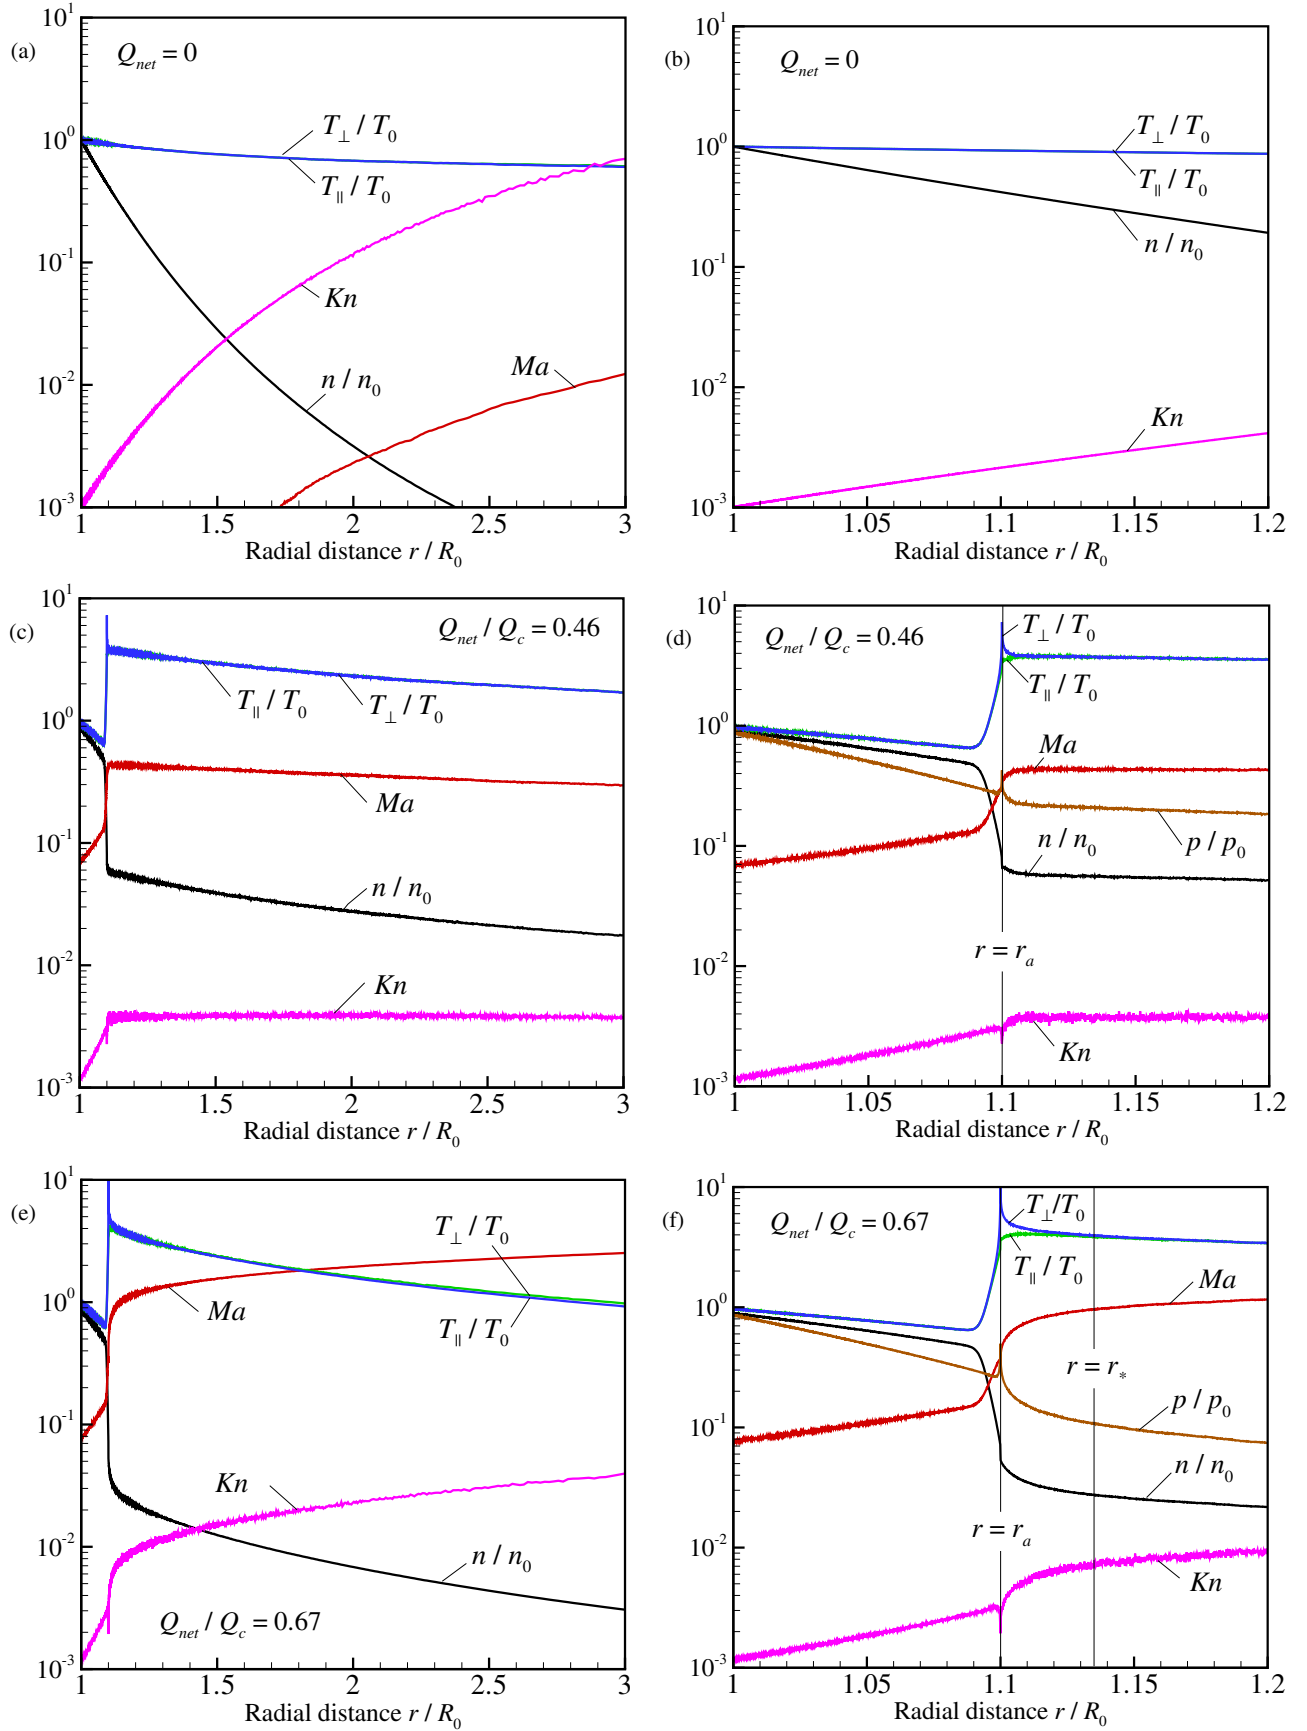 (a)
Q_net = 0
10^1
10^0
10^-1
10^-2
10^-3
T_⊥ / T_0
T_∥ / T_0
Kn
n / n_0
Ma
1 1.5 2 2.5 3
Radial distance r / R_0
(b)
Q_net = 0
10^1
10^0
10^-1
10^-2
10^-3
T_⊥ / T_0
T_∥ / T_0
n / n_0
Kn
1 1.05 1.1 1.15 1.2
Radial distance r / R_0
(c)
Q_net / Q_c = 0.46
10^1
10^0
10^-1
10^-2
10^-3
T_∥ / T_0
T_⊥ / T_0
Ma
n / n_0
Kn
1 1.5 2 2.5 3
Radial distance r / R_0
(d)
Q_net / Q_c = 0.46
10^1
10^0
10^-1
10^-2
10^-3
T_⊥ / T_0
T_∥ / T_0
Ma
n / n_0
p / p_0
r = r_a
Kn
1 1.05 1.1 1.15 1.2
Radial distance r / R_0
(e)
10^1
10^0
10^-1
10^-2
10^-3
T_⊥ / T_0
Ma
T_∥ / T_0
Kn
n / n_0
Q_net / Q_c = 0.67
1 1.5 2 2.5 3
Radial distance r / R_0
(f)
Q_net / Q_c = 0.67
10^1
10^0
10^-1
10^-2
10^-3
T_⊥/T_0
T_∥ / T_0
Ma
r = r_*
p / p_0
n / n_0
r = r_a
Kn
1 1.05 1.1 1.15 1.2
Radial distance r / R_0